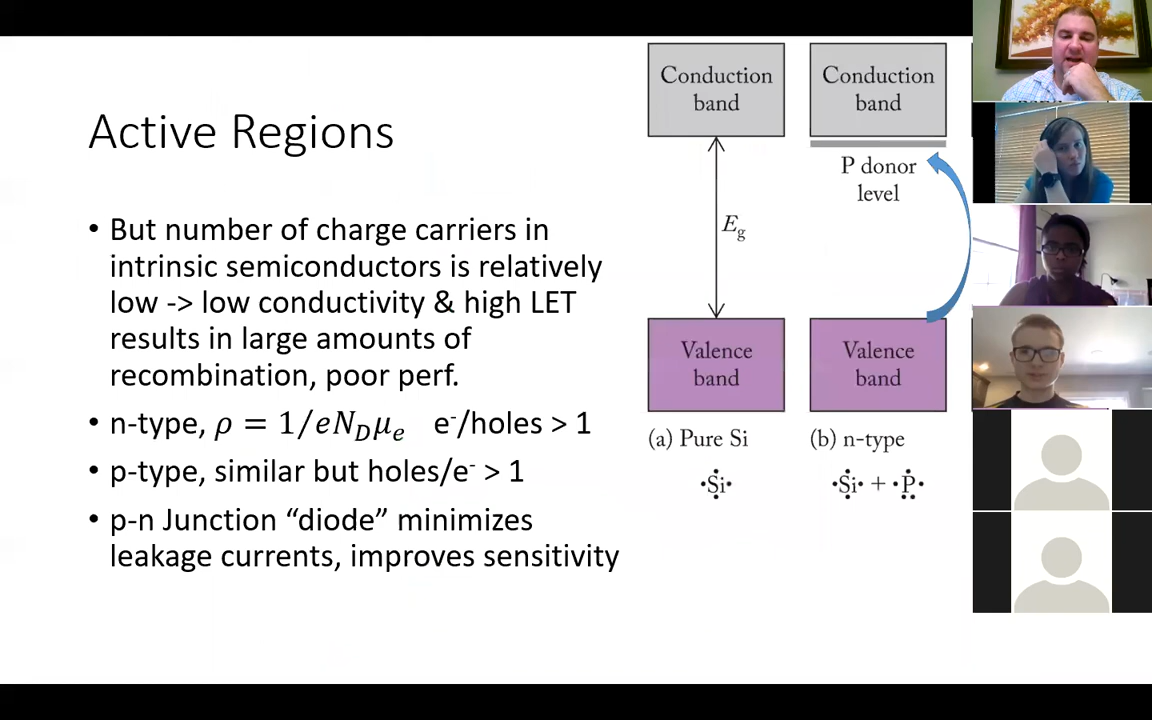 Active Regions
• But number of charge carriers in
intrinsic semiconductors is relatively
low -> low conductivity & high LET
results in large amounts of
recombination, poor perf.
• n-type, 𝜌 = 1/𝑒𝑁_𝐷𝜇_𝑒 e⁻/holes > 1
• p-type, similar but holes/e⁻ > 1
• p-n Junction “diode” minimizes
leakage currents, improves sensitivity
Conduction
band
E_g
Valence
band
(a) Pure Si
·Si·
Conduction
band
P donor
level
Valence
band
(b) n-type
·Si· + ·P·